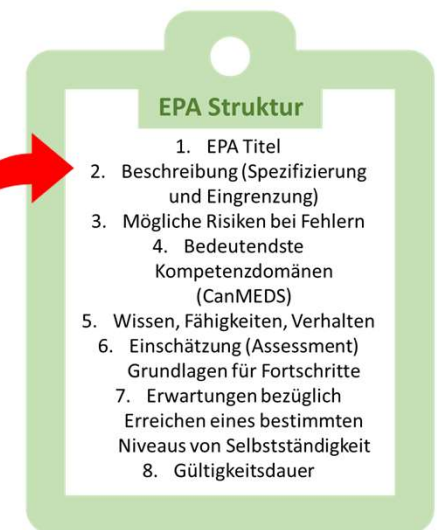 EPA Struktur
1. EPA Titel
2. Beschreibung (Spezifizierung
und Eingrenzung)
3. Mögliche Risiken bei Fehlern
4. Bedeutendste
Kompetenzdomänen
(CanMEDS)
5. Wissen, Fähigkeiten, Verhalten
6. Einschätzung (Assessment)
Grundlagen für Fortschritte
7. Erwartungen bezüglich
Erreichen eines bestimmten
Niveaus von Selbstständigkeit
8. Gültigkeitsdauer